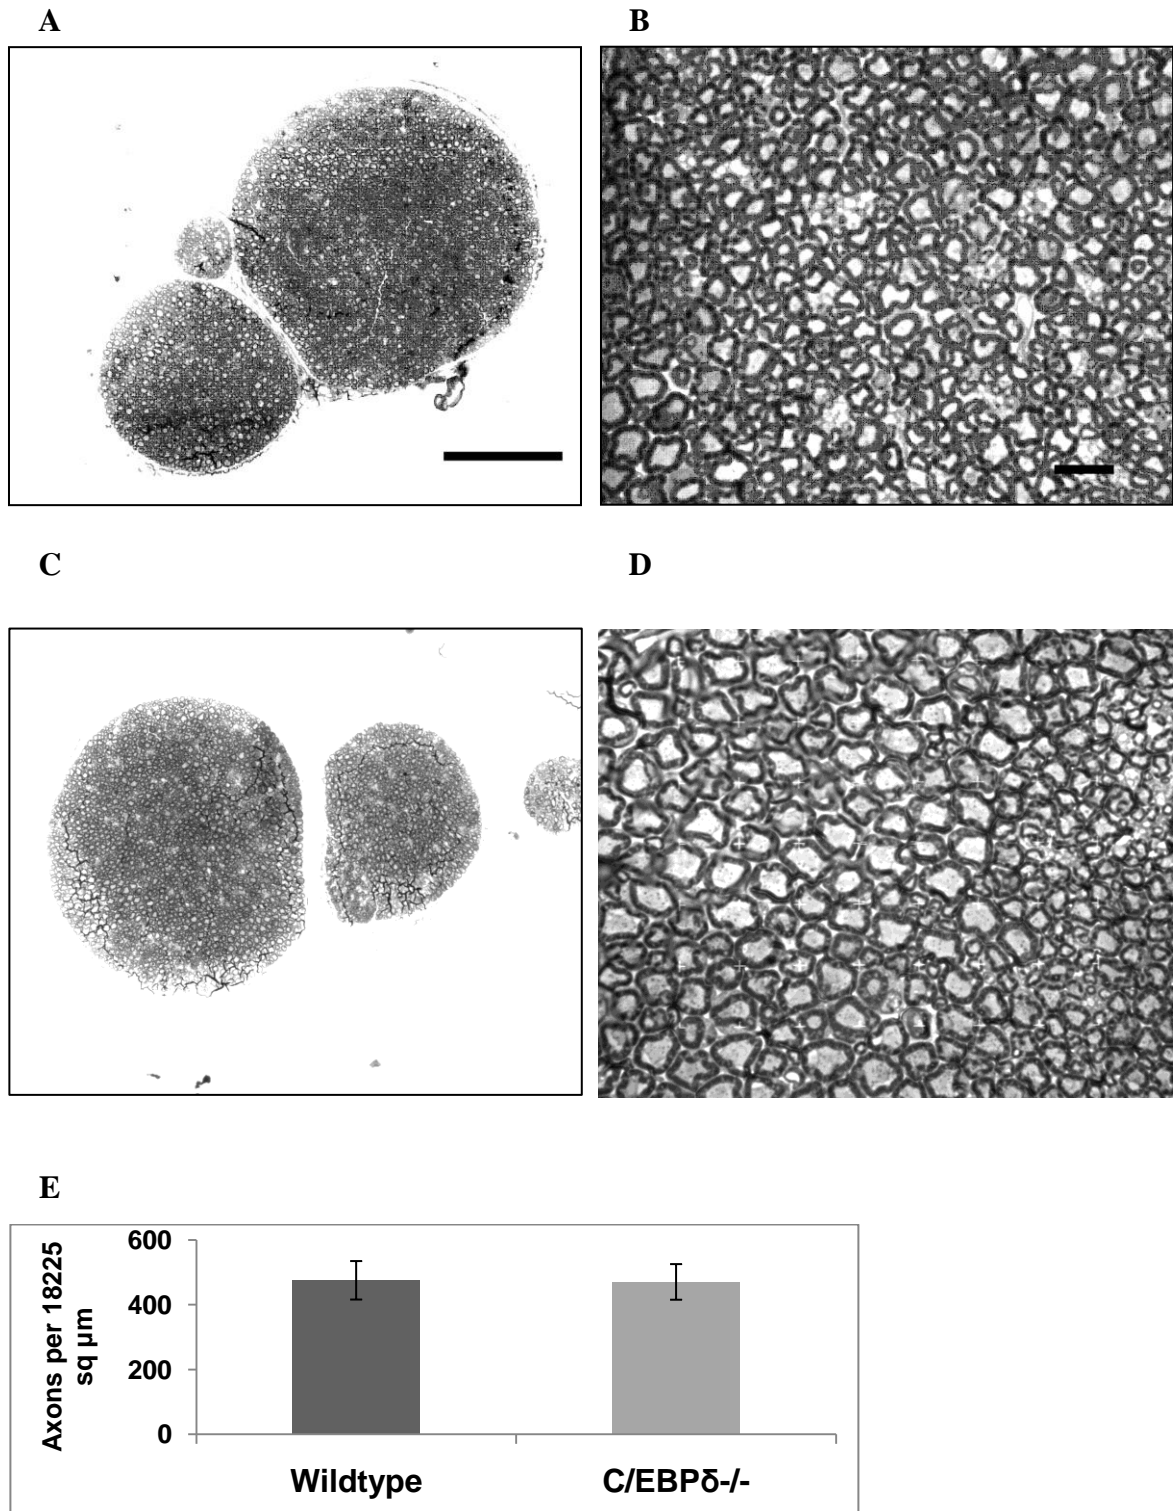 A
B
C
D
E
Axons per 18225
sq µm
600
400
200
0
Wildtype
C/EBPδ-/-